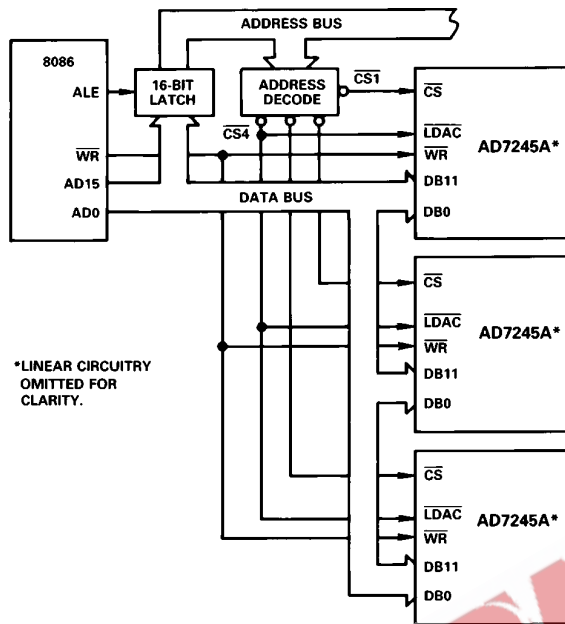 ADDRESS BUS
8086
ALE
16-BIT
LATCH
ADDRESS
DECODE
CS1
CS
CS4
LDAC
WR
WR
AD7245A*
AD15
DB11
DATA BUS
AD0
DB0
CS
LDAC
AD7245A*
WR
*LINEAR CIRCUITRY
OMITTED FOR
CLARITY.
DB11
DB0
CS
LDAC
AD7245A*
WR
DB11
DB0